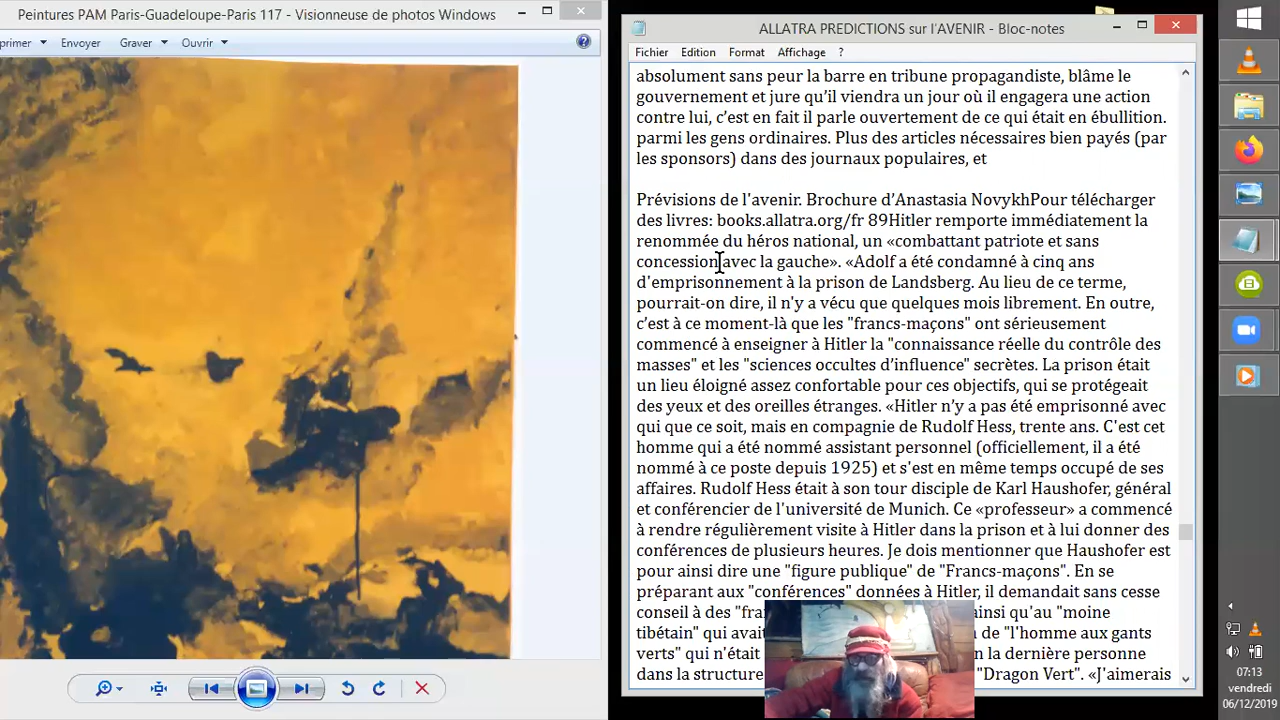 Peintures PAM Paris-Guadeloupe-Paris 117 - Visionneuse de photos Windows
primer Envoyer Graver Ouvrir
ALLATRA PREDICTIONS sur l'AVENIR - Bloc-notes
Fichier Edition Format Affichage ?
absolument sans peur la barre en tribune propagandiste, blâme le
gouvernement et jure qu’il viendra un jour où il engagera une action
contre lui, c’est en fait il parle ouvertement de ce qui était en ébullition.
parmi les gens ordinaires. Plus des articles nécessaires bien payés (par
les sponsors) dans des journaux populaires, et
Prévisions de l'avenir. Brochure d’Anastasia NovykhPour télécharger
des livres: books.allatra.org/fr 89Hitler remporte immédiatement la
renommée du héros national, un «combattant patriote et sans
concession avec la gauche». «Adolf a été condamné à cinq ans
d'emprisonnement à la prison de Landsberg. Au lieu de ce terme,
pourrait-on dire, il n'y a vécu que quelques mois librement. En outre,
c’est à ce moment-là que les "francs-maçons" ont sérieusement
commencé à enseigner à Hitler la "connaissance réelle du contrôle des
masses" et les "sciences occultes d’influence" secrètes. La prison était
un lieu éloigné assez confortable pour ces objectifs, qui se protégeait
des yeux et des oreilles étranges. «Hitler n’y a pas été emprisonné avec
qui que ce soit, mais en compagnie de Rudolf Hess, trente ans. C'est cet
homme qui a été nommé assistant personnel (officiellement, il a été
nommé à ce poste depuis 1925) et s'est en même temps occupé de ses
affaires. Rudolf Hess était à son tour disciple de Karl Haushofer, général
et conférencier de l'université de Munich. Ce «professeur» a commencé
à rendre régulièrement visite à Hitler dans la prison et à lui donner des
conférences de plusieurs heures. Je dois mentionner que Haushofer est
pour ainsi dire une "figure publique" de "Francs-maçons". En se
préparant aux "conférences" données à Hitler, il demandait sans cesse
conseil à des "fra ainsi qu'au "moine
tibétain" qui avai de "l'homme aux gants
verts" qui n'était n la dernière personne
dans la structure "Dragon Vert". «J'aimerais
07:13
vendredi
06/12/2019